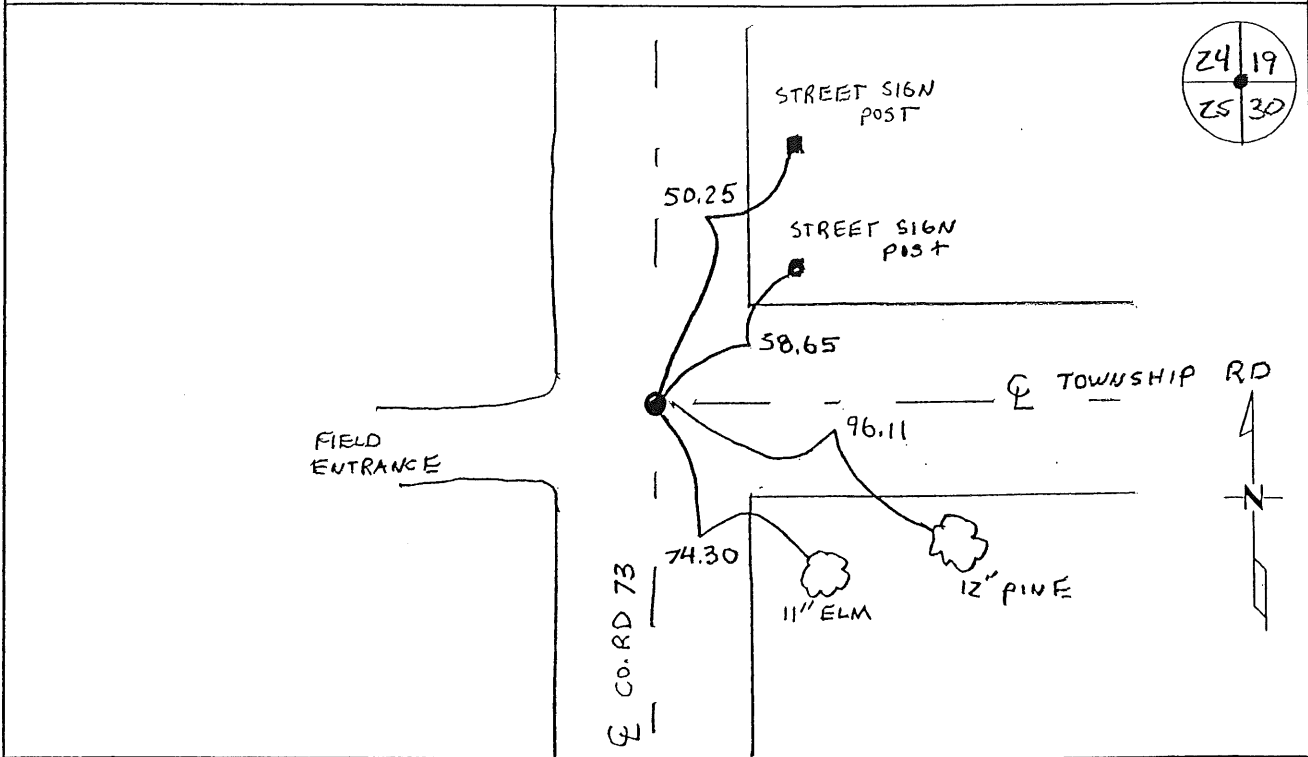 24 19
25 30
STREET SIGN
POST
50.25
STREET SIGN
POST
58.65
℄ TOWNSHIP RD
96.11
FIELD
ENTRANCE
N
74.30
12" PINE
11" ELM
℄ CO. RD 73